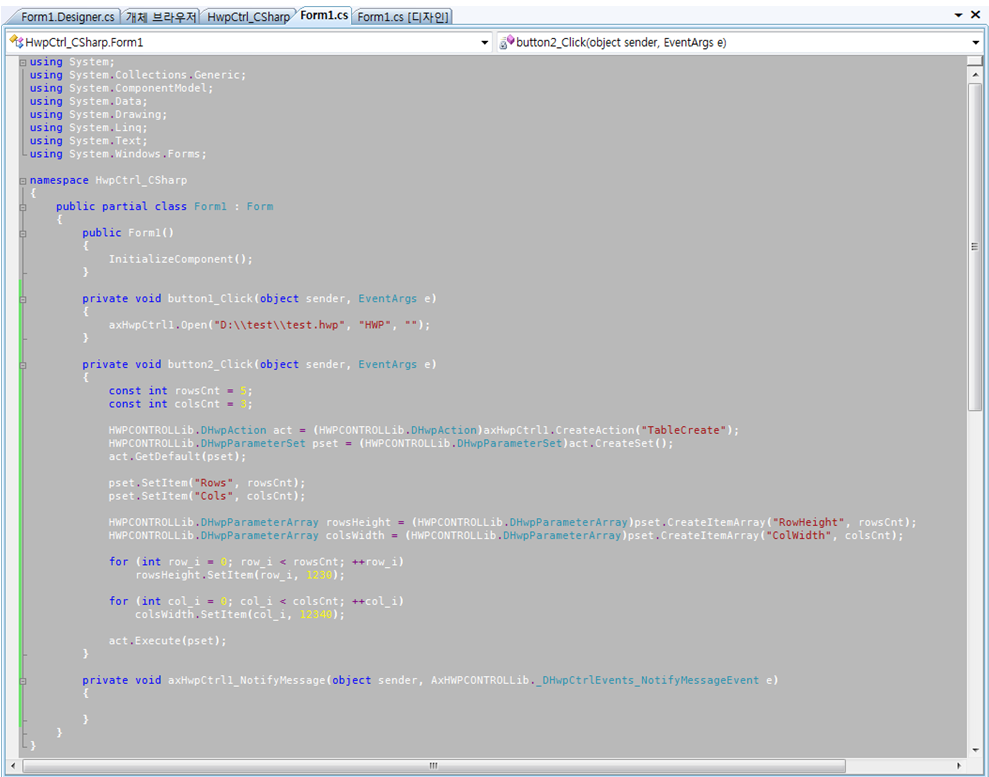 Form1.Designer.cs 개체 브라우저 HwpCtrl_CSharp Form1.cs Form1.cs [디자인]
HwpCtrl_CSharp.Form1 button2_Click(object sender, EventArgs e)
using System;
using System.Collections.Generic;
using System.ComponentModel;
using System.Data;
using System.Drawing;
using System.Linq;
using System.Text;
using System.Windows.Forms;
namespace HwpCtrl_CSharp
{
public partial class Form1 : Form
{
public Form1()
{
InitializeComponent();
}
private void button1_Click(object sender, EventArgs e)
{
axHwpCtrl1.Open("D:\\test\\test.hwp", "HWP", "");
}
private void button2_Click(object sender, EventArgs e)
{
const int rowsCnt = 5;
const int colsCnt = 3;
HWPCONTROLLib.DHwpAction act = (HWPCONTROLLib.DHwpAction)axHwpCtrl1.CreateAction("TableCreate");
HWPCONTROLLib.DHwpParameterSet pset = (HWPCONTROLLib.DHwpParameterSet)act.CreateSet();
act.GetDefault(pset);
pset.SetItem("Rows", rowsCnt);
pset.SetItem("Cols", colsCnt);
HWPCONTROLLib.DHwpParameterArray rowsHeight = (HWPCONTROLLib.DHwpParameterArray)pset.CreateItemArray("RowHeight", rowsCnt);
HWPCONTROLLib.DHwpParameterArray colsWidth = (HWPCONTROLLib.DHwpParameterArray)pset.CreateItemArray("ColWidth", colsCnt);
for (int row_i = 0; row_i < rowsCnt; ++row_i)
rowsHeight.SetItem(row_i, 1230);
for (int col_i = 0; col_i < colsCnt; ++col_i)
colsWidth.SetItem(col_i, 12340);
act.Execute(pset);
}
private void axHwpCtrl1_NotifyMessage(object sender, AxHWPCONTROLLib._DHwpCtrlEvents_NotifyMessageEvent e)
{
}
}
}